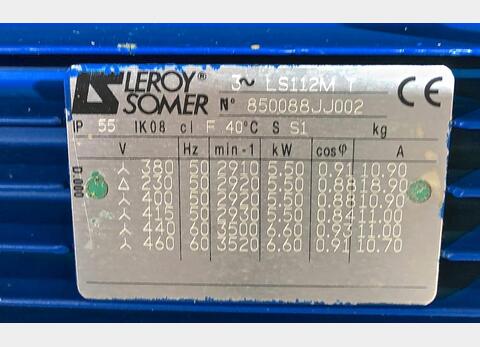 LEROY® 3~ LS112M T
SOMER N° 850088JJ002 CE
IP 55 IK08 cl F 40°C S S1 kg
V Hz min-1 kW cosφ A
⅄ 380 50 2910 5.50 0.91 10.90
Δ 230 50 2920 5.50 0.88 18.90
⅄ 400 50 2920 5.50 0.88
⅄ 415 50 2930 5.50 0.84 11.00
⅄ 440 60 3500 6.60 0.93 11.00
⅄ 460 60 3520 6.60 0.91 10.70